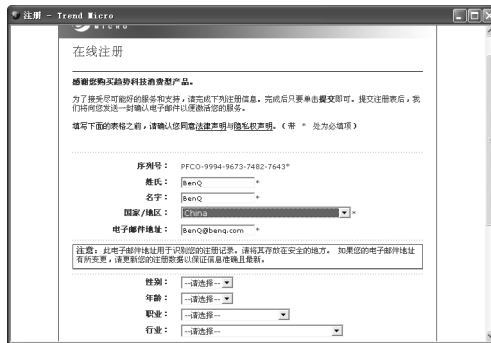 注册 - Trend Micro
MICRO
在线注册
感谢您购买趋势科技消费型产品。
为了接受尽可能好的服务和支持，请完成下列注册信息。完成后只要单击提交即可。提交注册表后，我
们将向您发送一封确认电子邮件以便激活您的服务。
填写下面的表格之前，请确认您同意法律声明与隐私权声明。（带 * 处为必填项）
序列号： PFCO-9994-9673-7482-7643*
姓氏： BenQ *
名字： BenQ *
国家/地区： China *
电子邮件地址： BenQ@benq.com *
注意：此电子邮件地址用于识别您的注册记录。请将其存放在安全的地方。 如果您的电子邮件地址
有所更变，请更新您的注册数据以保证信息准确且最新。
性别： --请选择--
年龄： --请选择--
职业： --请选择--
行业： --请选择--